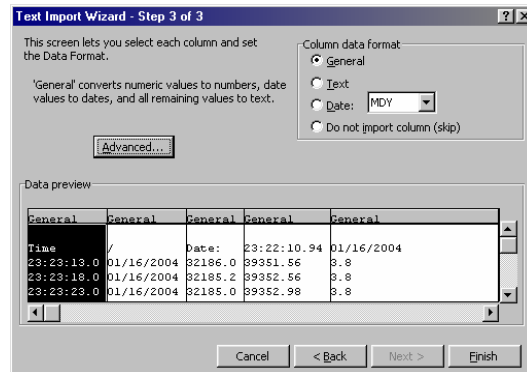 Text Import Wizard - Step 3 of 3
This screen lets you select each column and set
the Data Format.
'General' converts numeric values to numbers, date
values to dates, and all remaining values to text.
Advanced...
Column data format
General
Text
Date: MDY
Do not import column (skip)
Data preview
General General General General General
Time / Date: 23:22:10.94 01/16/2004
23:23:13.0 01/16/2004 32186.0 39351.56 3.8
23:23:18.0 01/16/2004 32185.2 39352.56 3.8
23:23:23.0 01/16/2004 32185.0 39352.98 3.8
Cancel < Back Next > Finish